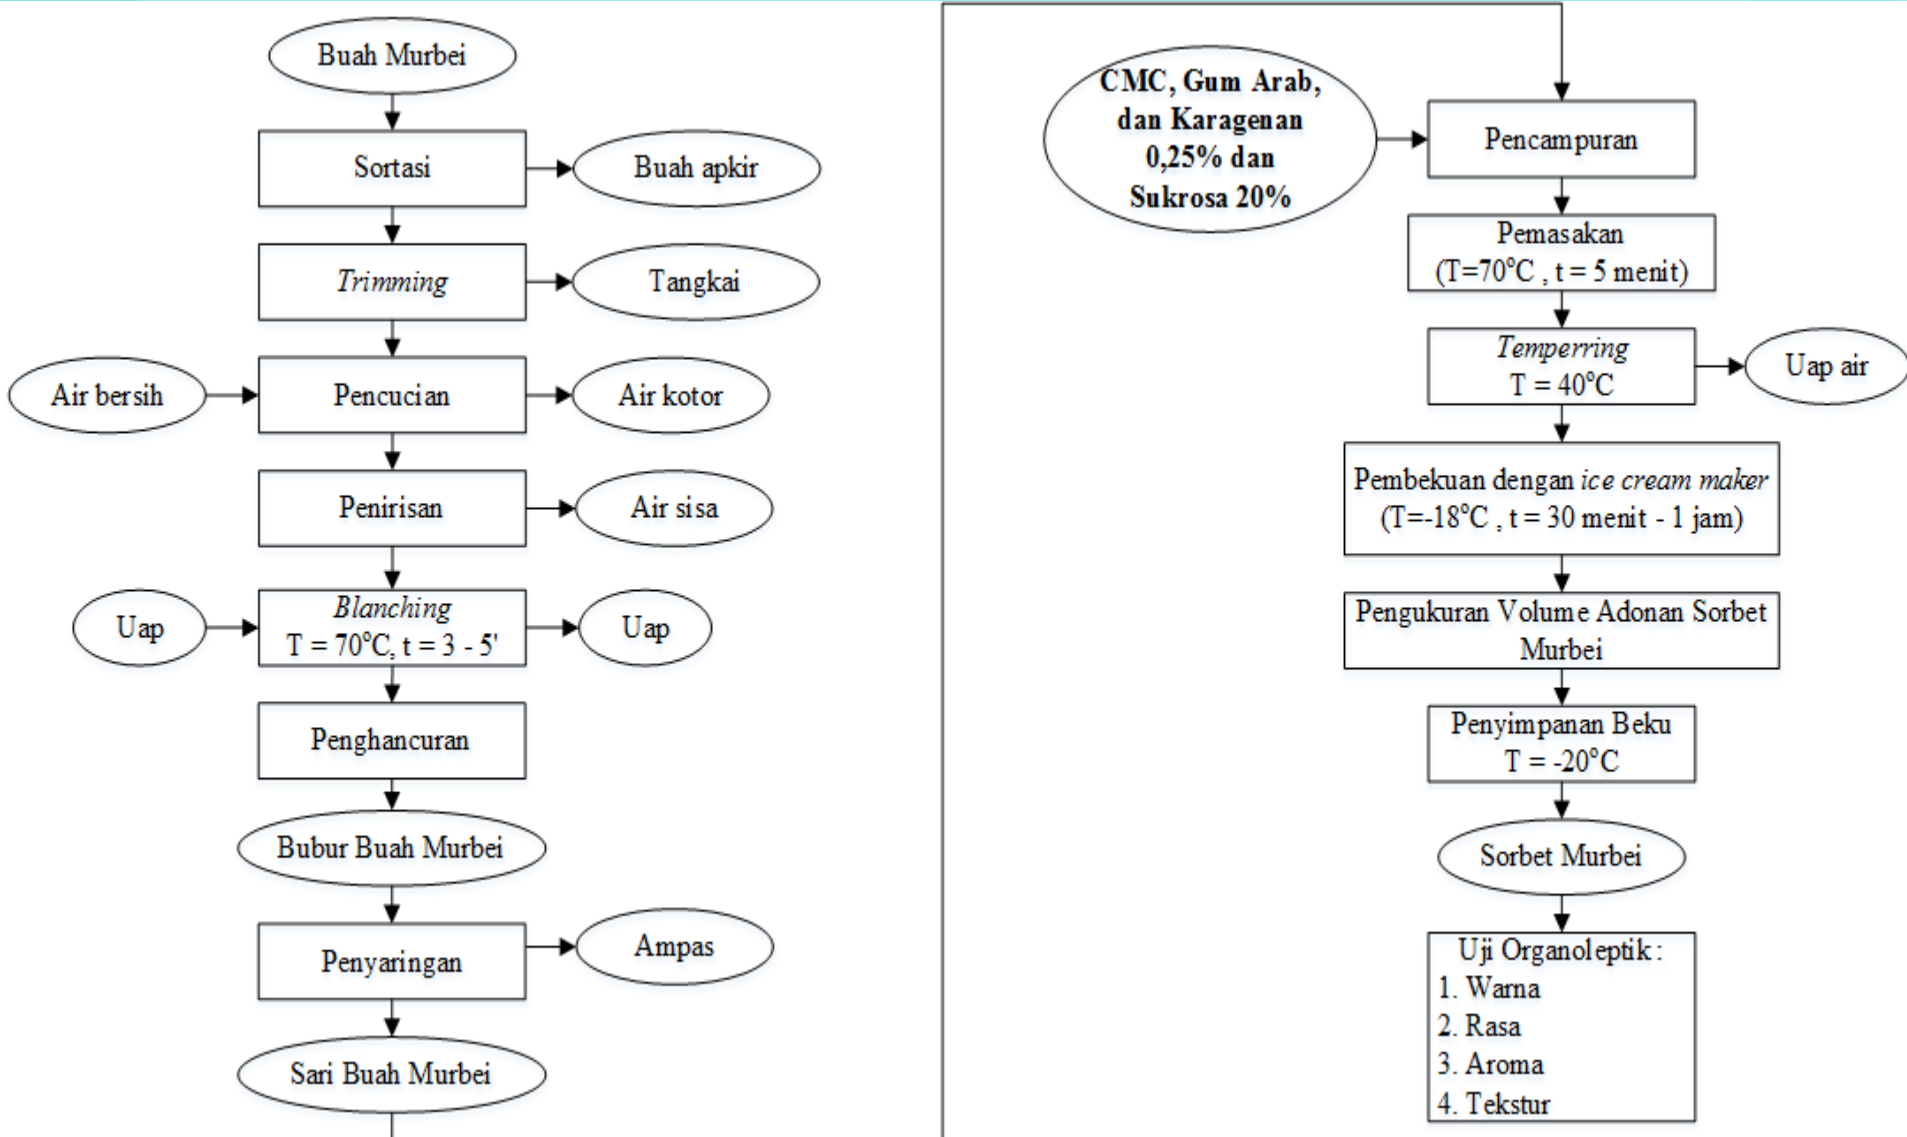 Buah Murbei
Sortasi
Buah apkir
Trimming
Tangkai
Air bersih
Pencucian
Air kotor
Penirisan
Air sisa
Uap
Blanching
T = 70°C, t = 3 - 5'
Uap
Penghancuran
Bubur Buah Murbei
Penyaringan
Ampas
Sari Buah Murbei
CMC, Gum Arab,
dan Karagenan
0,25% dan
Sukrosa 20%
Pencampuran
Pemasakan
(T=70°C , t = 5 menit)
Temperring
T = 40°C
Uap air
Pembekuan dengan ice cream maker
(T=-18°C , t = 30 menit - 1 jam)
Pengukuran Volume Adonan Sorbet
Murbei
Penyimpanan Beku
T = -20°C
Sorbet Murbei
Uji Organoleptik :
1. Warna
2. Rasa
3. Aroma
4. Tekstur